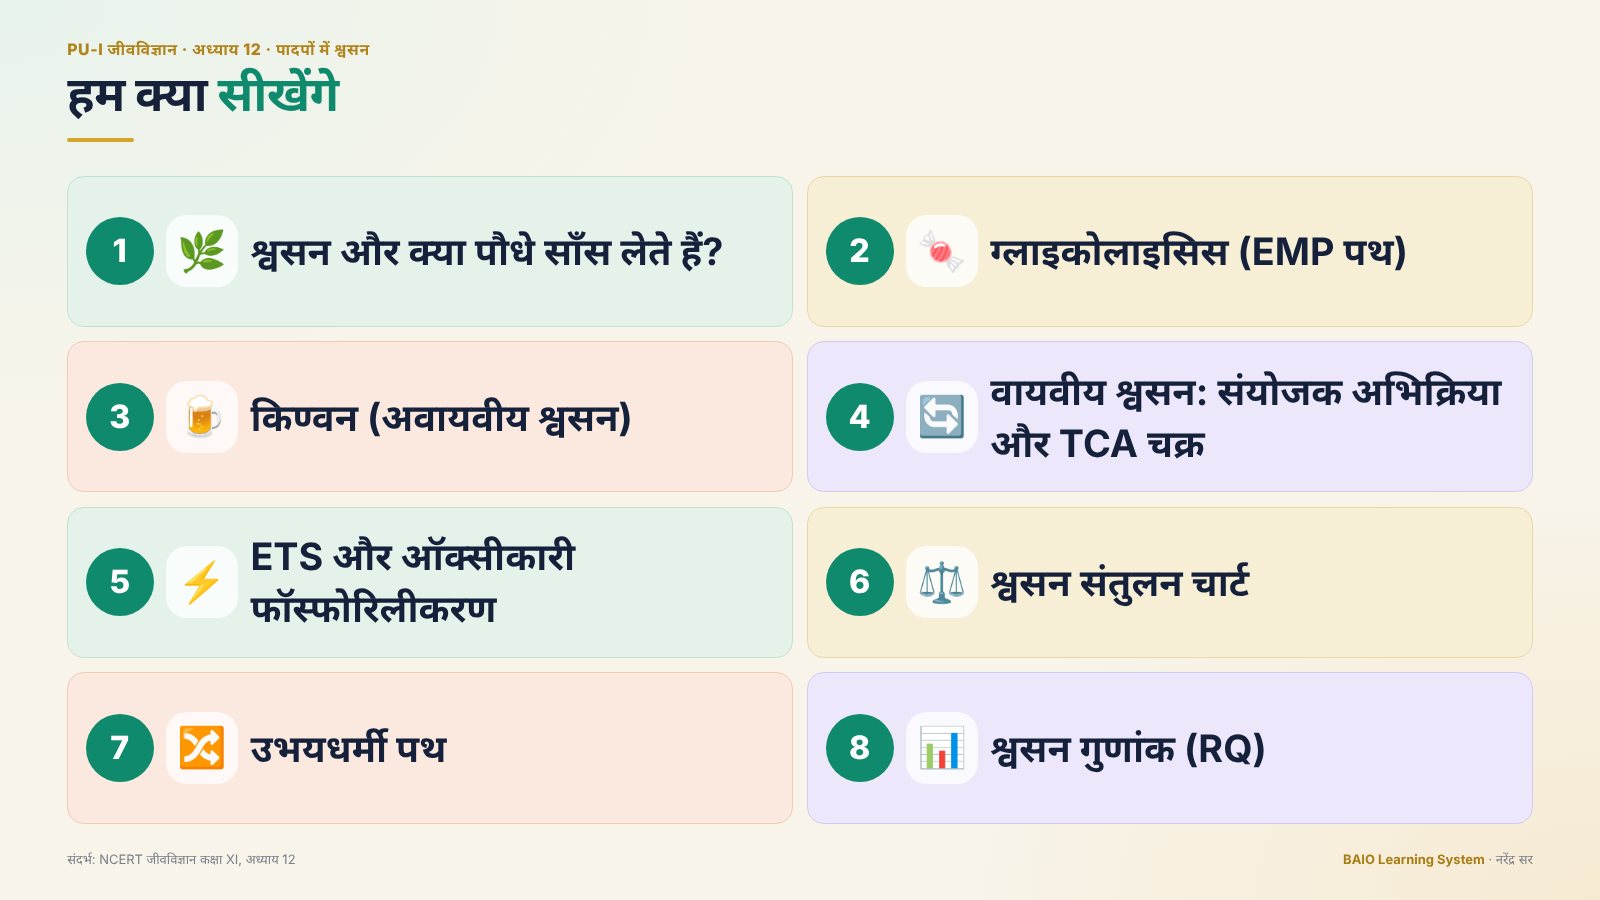 PU-I जीवविज्ञान · अध्याय 12 · पादपों में श्वसन
हम क्या सीखेंगे
1
श्वसन और क्या पौधे साँस लेते हैं?
2
ग्लाइकोलाइसिस (EMP पथ)
3
किण्वन (अवायवीय श्वसन)
4
वायवीय श्वसन: संयोजक अभिक्रिया
और TCA चक्र
5
ETS और ऑक्सीकारी
फॉस्फोरिलीकरण
6
श्वसन संतुलन चार्ट
7
उभयधर्मी पथ
8
श्वसन गुणांक (RQ)
संदर्भ: NCERT जीवविज्ञान कक्षा XI, अध्याय 12
BAIO Learning System · नरेंद्र सर